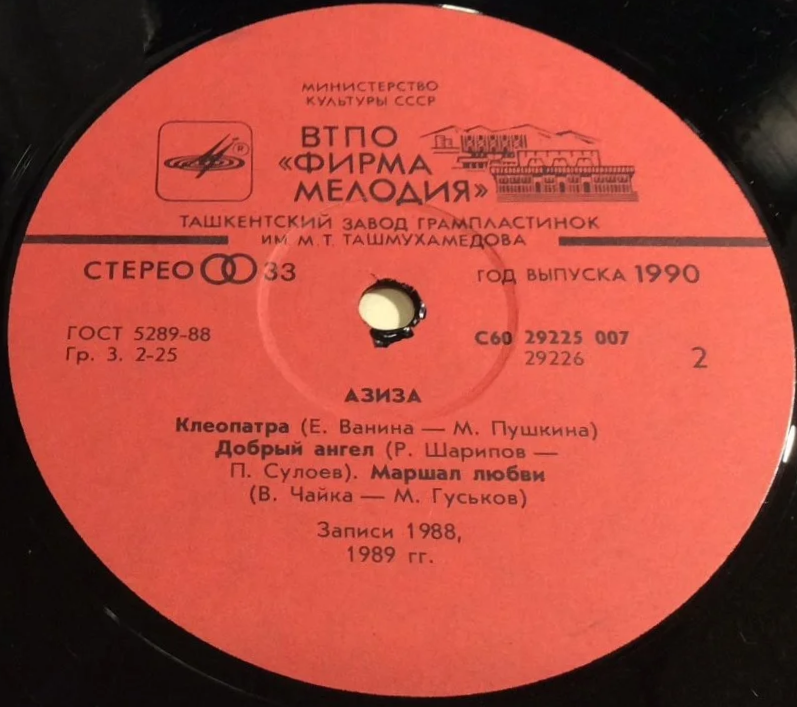 МИНИСТЕРСТВО
КУЛЬТУРЫ СССР
ВТПО
«ФИРМА
МЕЛОДИЯ»
®
ТАШКЕНТСКИЙ ЗАВОД ГРАМПЛАСТИНОК
ИМ. М. Т. ТАШМУХАМЕДОВА
СТЕРЕО 33
ГОД ВЫПУСКА 1990
ГОСТ 5289-88
Гр. 3. 2-25
С60 29225 007
29226
2
АЗИЗА
Клеопатра (Е. Ванина — М. Пушкина)
Добрый ангел (Р. Шарипов —
П. Сулоев). Маршал любви
(В. Чайка — М. Гуськов)
Записи 1988,
1989 гг.